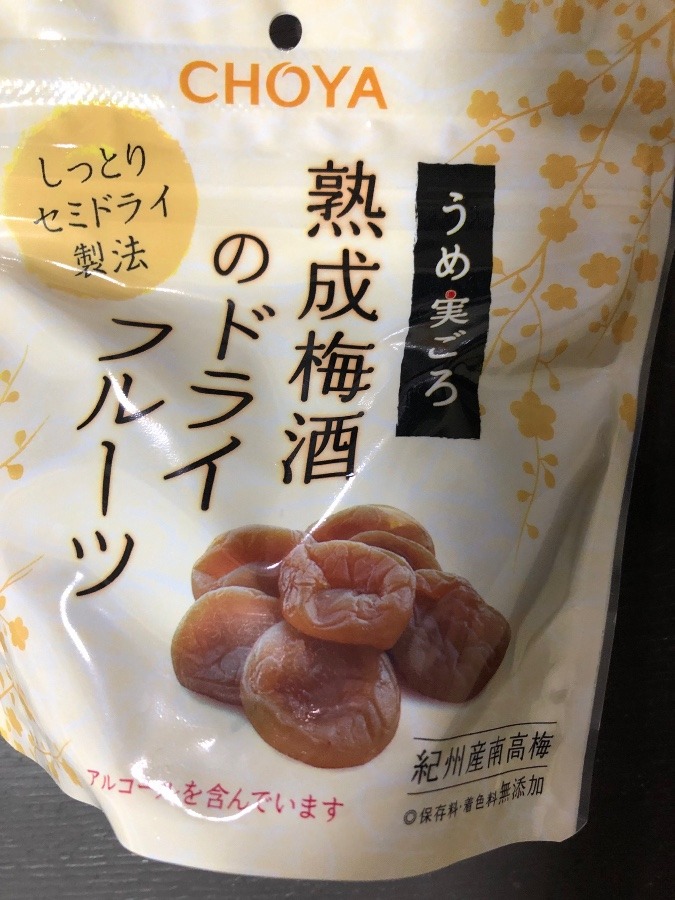 CHOYA
うめ実ごろ
熟成梅酒
のドライ
フルーツ
しっとり
セミドライ
製法
紀州産南高梅
◎保存料・着色料無添加
アルコールを含んでいます